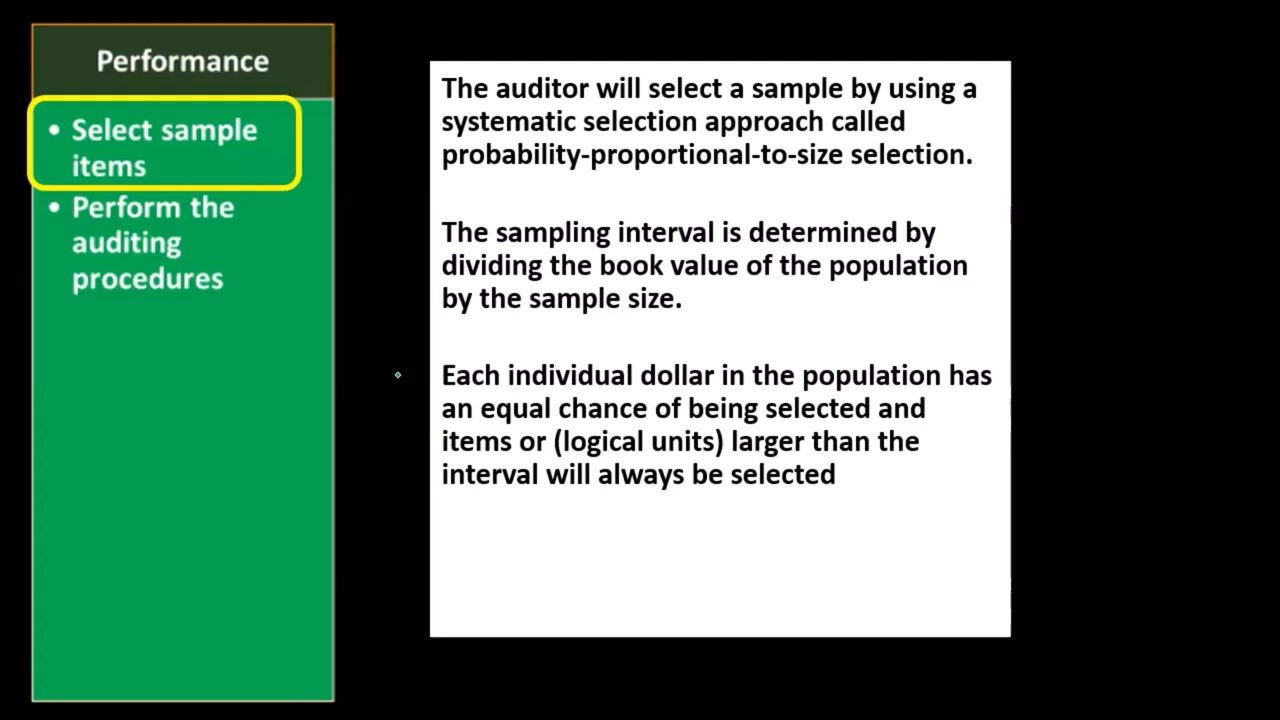 Performance
• Select sample
items
• Perform the
auditing
procedures
The auditor will select a sample by using a
systematic selection approach called
probability-proportional-to-size selection.
The sampling interval is determined by
dividing the book value of the population
by the sample size.
Each individual dollar in the population has
an equal chance of being selected and
items or (logical units) larger than the
interval will always be selected